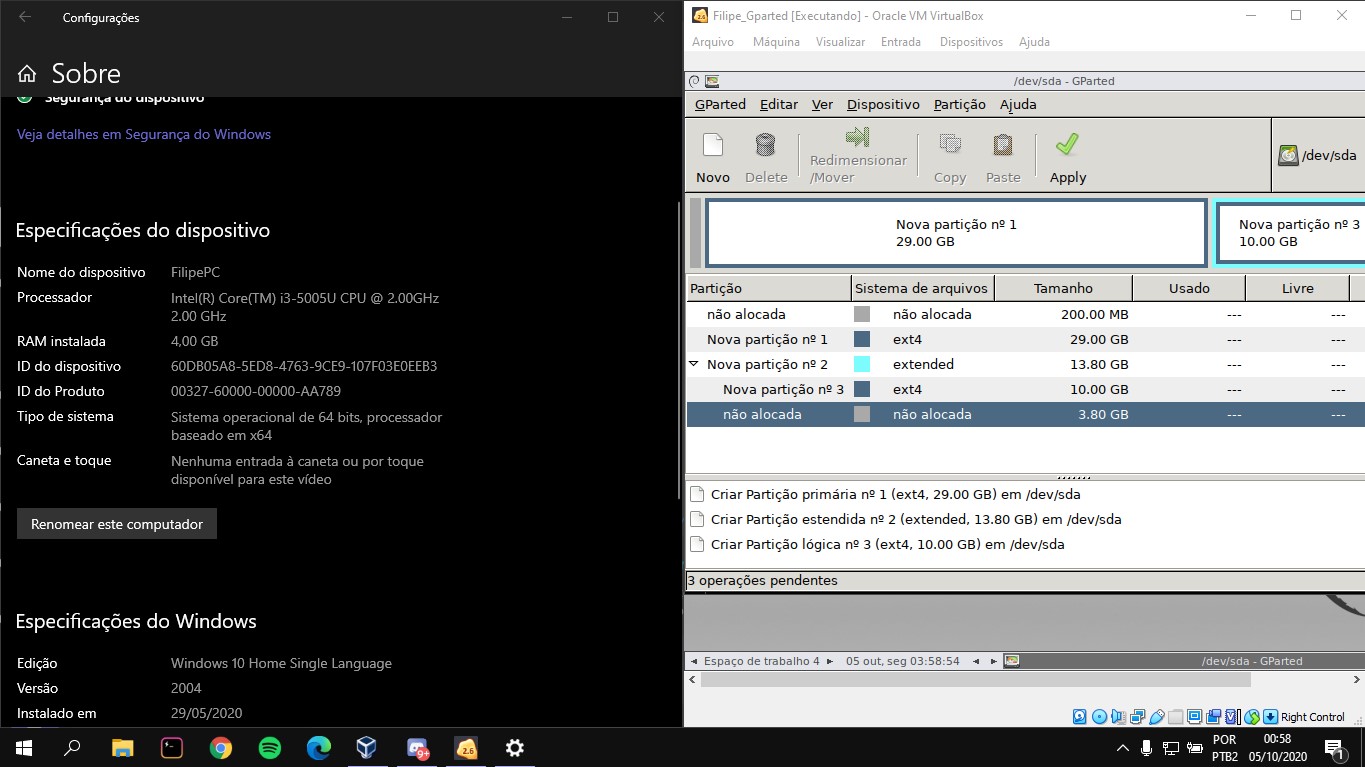 Configurações
Sobre
Segurança do dispositivo
Veja detalhes em Segurança do Windows
Especificações do dispositivo
Nome do dispositivo FilipePC
Processador Intel(R) Core(TM) i3-5005U CPU @ 2.00GHz
2.00 GHz
RAM instalada 4,00 GB
ID do dispositivo 60DB05A8-5ED8-4763-9CE9-107F03E0EEB3
ID do Produto 00327-60000-00000-AA789
Tipo de sistema Sistema operacional de 64 bits, processador
baseado em x64
Caneta e toque Nenhuma entrada à caneta ou por toque
disponível para este vídeo
Renomear este computador
Especificações do Windows
Edição Windows 10 Home Single Language
Versão 2004
Instalado em 29/05/2020
Filipe_Gparted [Executando] - Oracle VM VirtualBox
Arquivo Máquina Visualizar Entrada Dispositivos Ajuda
/dev/sda - GParted
GParted Editar Ver Dispositivo Partição Ajuda
Novo Delete Redimensionar
/Mover Copy Paste Apply
/dev/sda
Nova partição nº 1
29.00 GB
Nova partição nº 3
10.00 GB
Partição Sistema de arquivos Tamanho Usado Livre
não alocada não alocada 200.00 MB --- ---
Nova partição nº 1 ext4 29.00 GB --- ---
Nova partição nº 2 extended 13.80 GB --- ---
Nova partição nº 3 ext4 10.00 GB --- ---
não alocada não alocada 3.80 GB --- ---
Criar Partição primária nº 1 (ext4, 29.00 GB) em /dev/sda
Criar Partição estendida nº 2 (extended, 13.80 GB) em /dev/sda
Criar Partição lógica nº 3 (ext4, 10.00 GB) em /dev/sda
3 operações pendentes
Espaço de trabalho 4 05 out, seg 03:58:54 /dev/sda - GParted
Right Control
9+
2.6
POR
PTB2
00:58
05/10/2020
1